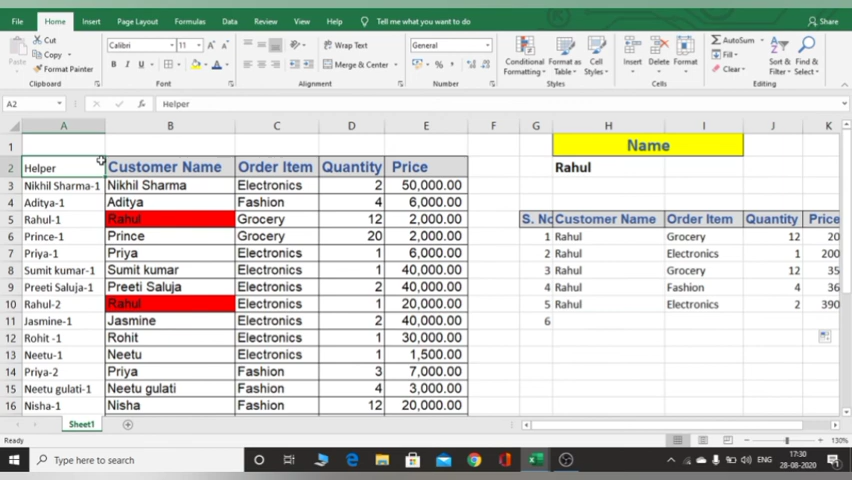 File Home Insert Page Layout Formulas Data Review View Help Tell me what you want to do Share
Cut
Copy
Format Painter
Paste
Clipboard
Calibri 11
B I U
Font
Wrap Text
Merge & Center
Alignment
General
%
Number
Conditional Formatting
Format as Table
Cell Styles
Styles
Insert Delete Format
Cells
AutoSum
Fill
Clear
Sort & Filter
Find & Select
Editing
A2 fx Helper
A B C D E F G H I J K
1 Name
2 Helper Customer Name Order Item Quantity Price Rahul
3 Nikhil Sharma-1 Nikhil Sharma Electronics 2 50,000.00
4 Aditya-1 Aditya Fashion 4 6,000.00
5 Rahul-1 Rahul Grocery 12 2,000.00 S. No Customer Name Order Item Quantity Price
6 Prince-1 Prince Grocery 20 2,000.00 1 Rahul Grocery 12 20
7 Priya-1 Priya Electronics 1 6,000.00 2 Rahul Electronics 1 200
8 Sumit kumar-1 Sumit kumar Electronics 1 40,000.00 3 Rahul Grocery 12 35
9 Preeti Saluja-1 Preeti Saluja Electronics 2 40,000.00 4 Rahul Fashion 4 36
10 Rahul-2 Rahul Electronics 1 20,000.00 5 Rahul Electronics 2 390
11 Jasmine-1 Jasmine Electronics 2 40,000.00 6
12 Rohit -1 Rohit Electronics 1 30,000.00
13 Neetu-1 Neetu Electronics 1 1,500.00
14 Priya-2 Priya Fashion 3 7,000.00
15 Neetu gulati-1 Neetu gulati Fashion 4 3,000.00
16 Nisha-1 Nisha Fashion 12 20,000.00
Sheet1
Ready 130%
Type here to search ENG 17:30
28-08-2020